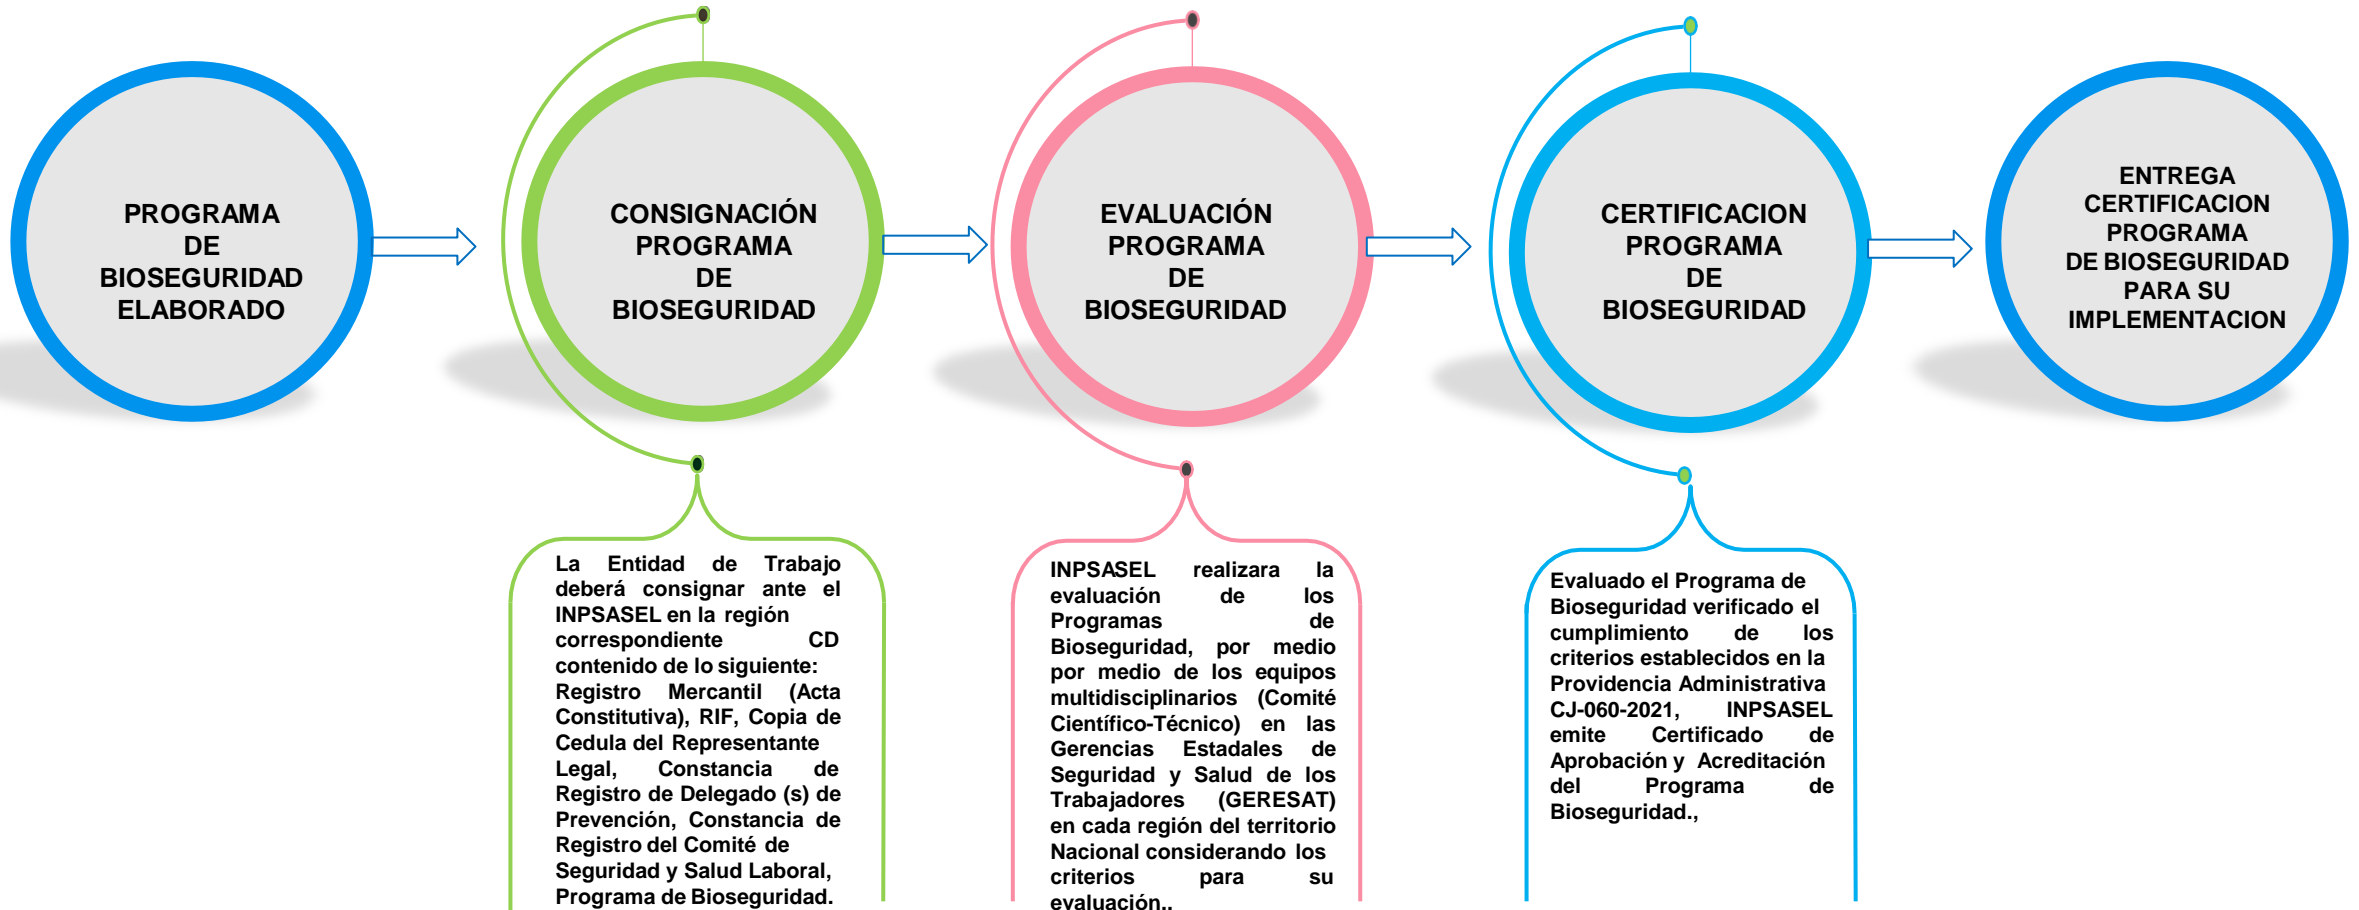 PROGRAMA
DE
BIOSEGURIDAD
ELABORADO
CONSIGNACIÓN
PROGRAMA
DE
BIOSEGURIDAD
EVALUACIÓN
PROGRAMA
DE
BIOSEGURIDAD
CERTIFICACION
PROGRAMA
DE
BIOSEGURIDAD
ENTREGA
CERTIFICACION
PROGRAMA
DE BIOSEGURIDAD
PARA SU
IMPLEMENTACION
La Entidad de Trabajo
deberá consignar ante el
INPSASEL en la región
correspondiente CD
contenido de lo siguiente:
Registro Mercantil (Acta
Constitutiva), RIF, Copia de
Cedula del Representante
Legal, Constancia de
Registro de Delegado (s) de
Prevención, Constancia de
Registro del Comité de
Seguridad y Salud Laboral,
Programa de Bioseguridad.
INPSASEL realizara la
evaluación de los
Programas de
Bioseguridad, por medio
por medio de los equipos
multidisciplinarios (Comité
Científico-Técnico) en las
Gerencias Estadales de
Seguridad y Salud de los
Trabajadores (GERESAT)
en cada región del territorio
Nacional considerando los
criterios para su
evaluación..
Evaluado el Programa de
Bioseguridad verificado el
cumplimiento de los
criterios establecidos en la
Providencia Administrativa
CJ-060-2021, INPSASEL
emite Certificado de
Aprobación y Acreditación
del Programa de
Bioseguridad.,